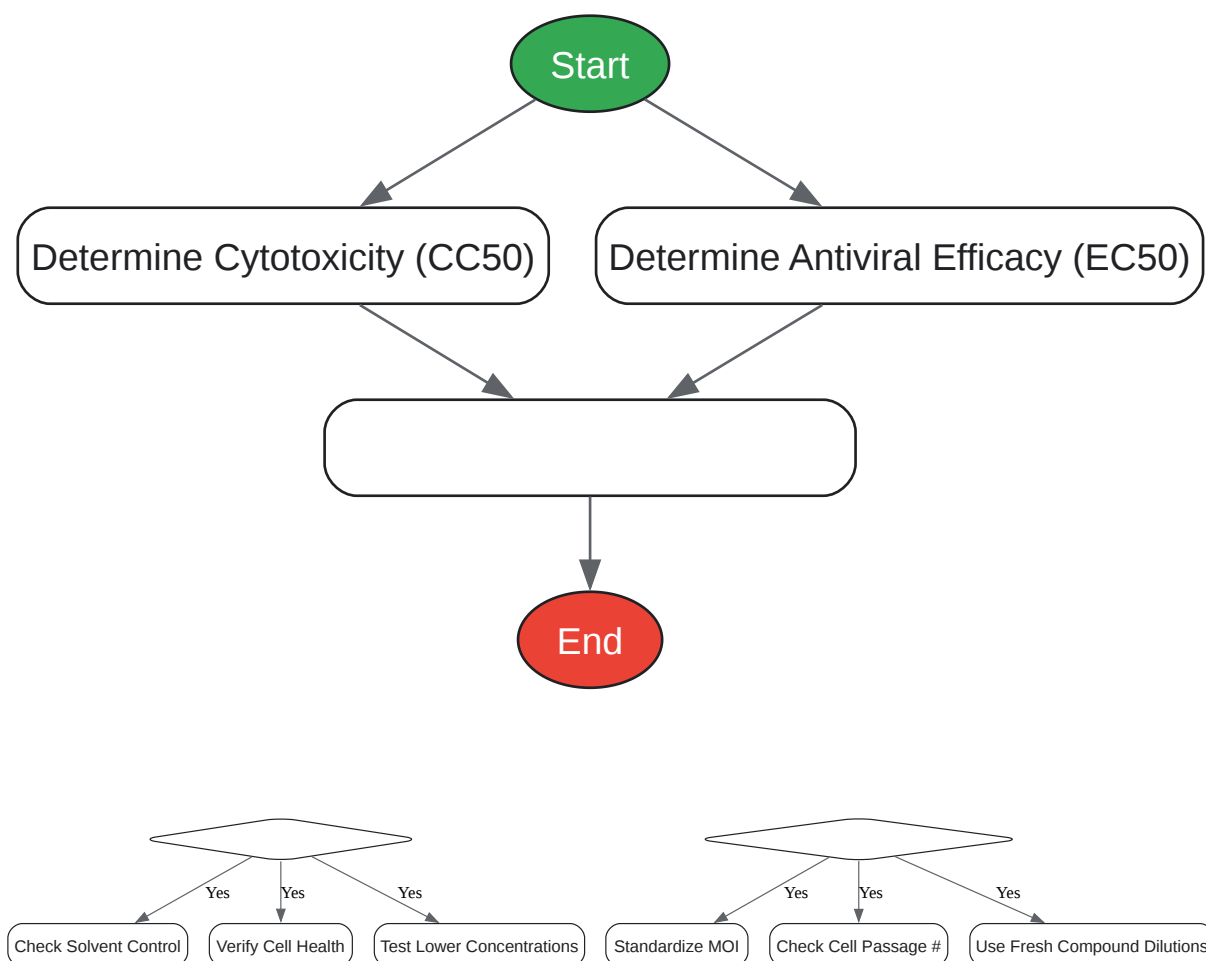 Start
Determine Cytotoxicity (CC50)
Determine Antiviral Efficacy (EC50)
End
Yes
Yes
Yes
Yes
Yes
Yes
Check Solvent Control
Verify Cell Health
Test Lower Concentrations
Standardize MOI
Check Cell Passage #
Use Fresh Compound Dilutions